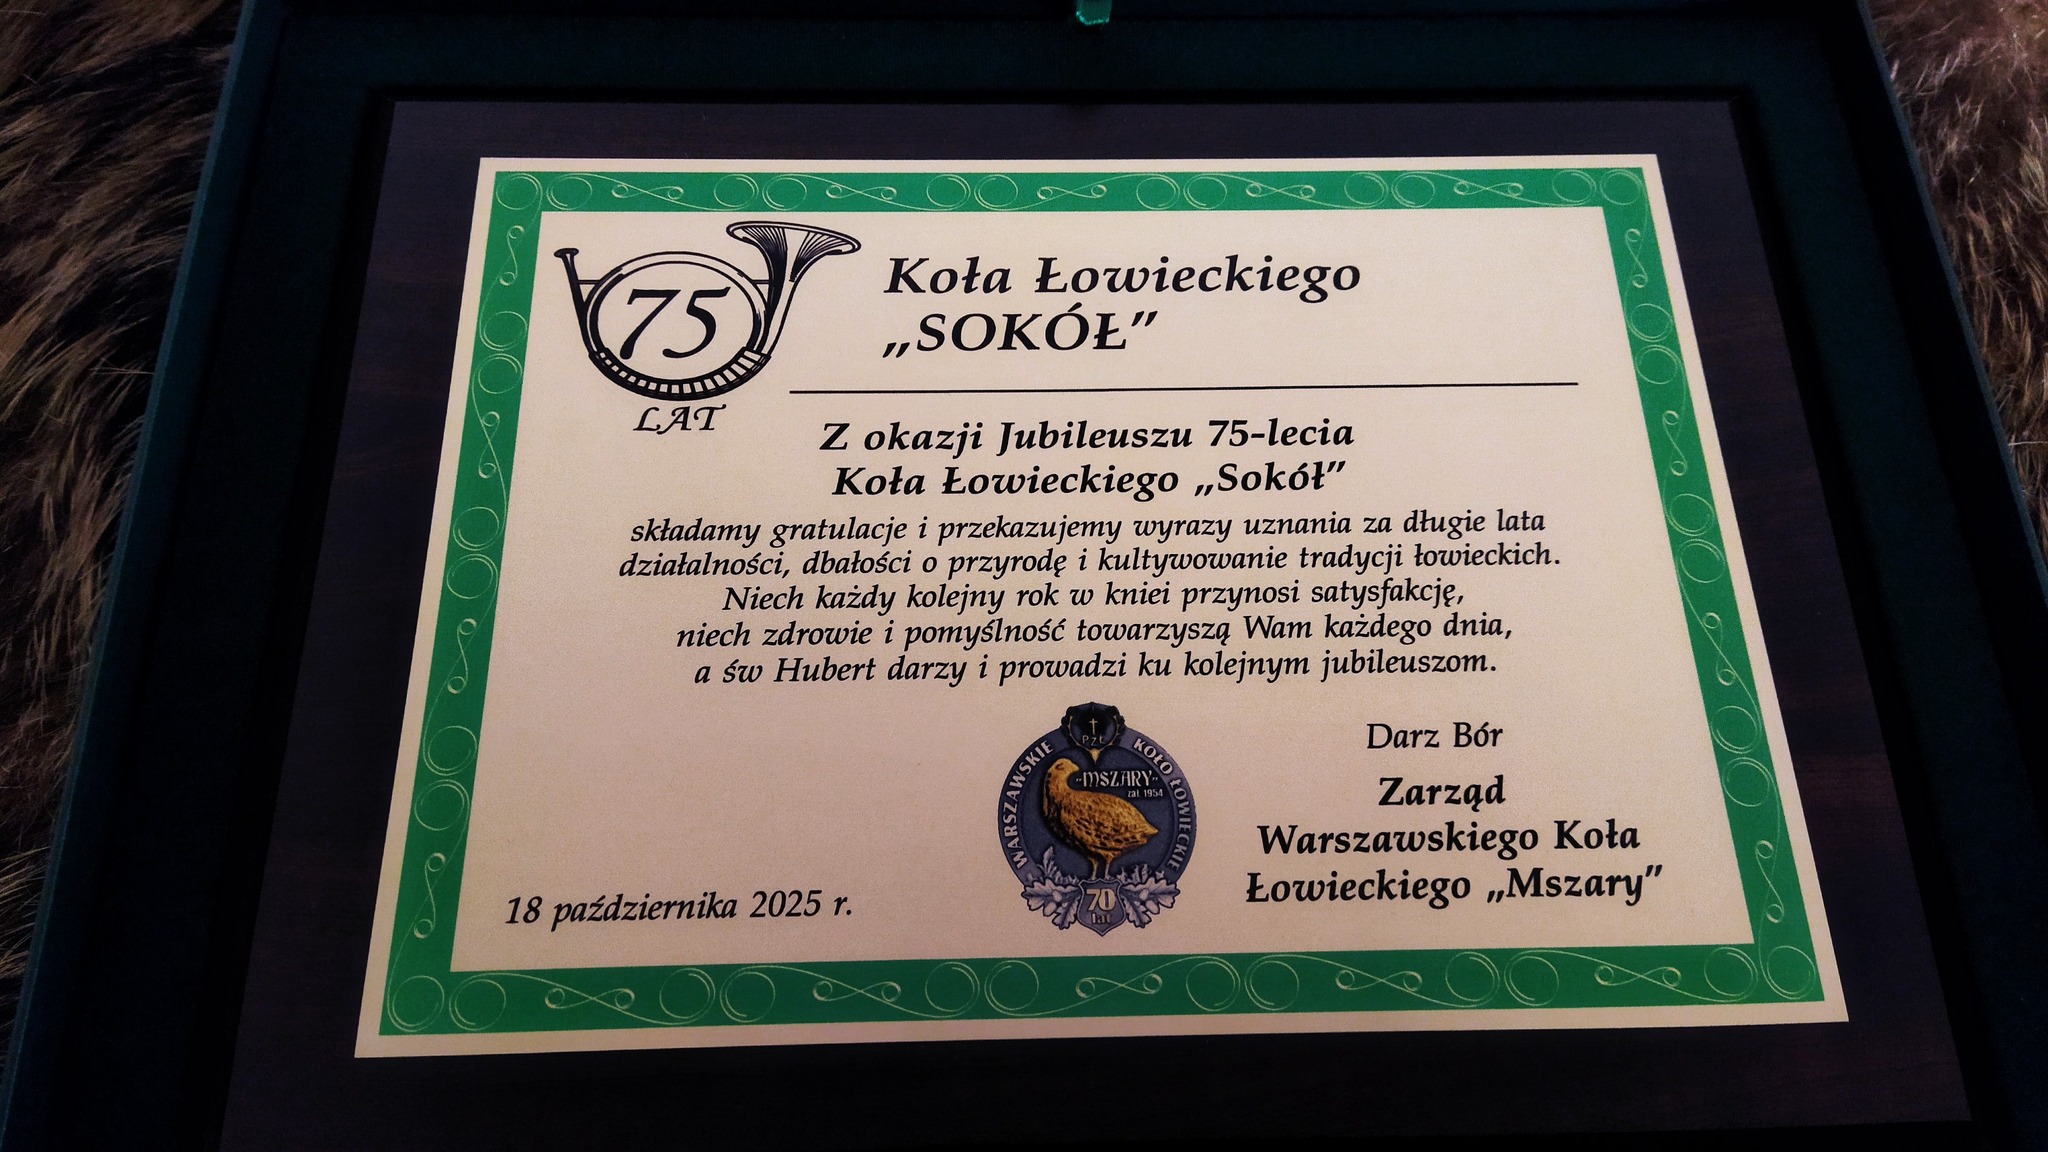 75
LAT
Koła Łowieckiego
„SOKÓŁ”
Z okazji Jubileuszu 75-lecia
Koła Łowieckiego „Sokół”
składamy gratulacje i przekazujemy wyrazy uznania za długie lata
działalności, dbałości o przyrodę i kultywowanie tradycji łowieckich.
Niech każdy kolejny rok w kniei przynosi satysfakcję,
niech zdrowie i pomyślność towarzyszą Wam każdego dnia,
a św Hubert darzy i prowadzi ku kolejnym jubileuszom.
PZŁ
WARSZAWSKIE KOŁO ŁOWIECKIE
"MSZARY"
zał. 1954
70
lat
Darz Bór
Zarząd
Warszawskiego Koła
Łowieckiego „Mszary”
18 października 2025 r.